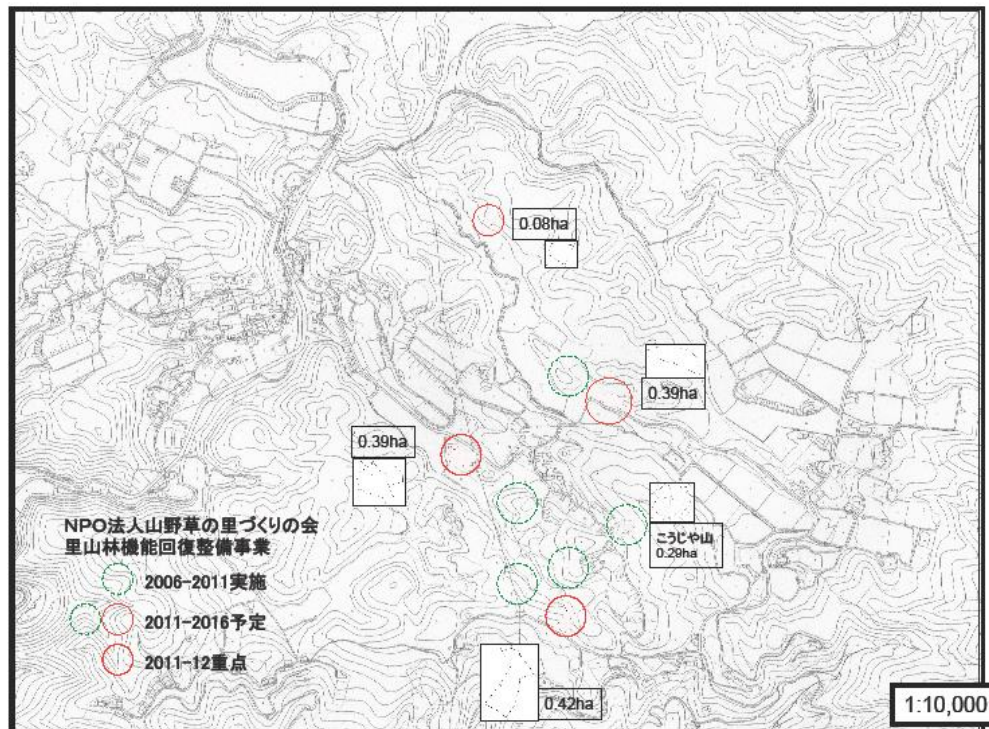 0.08ha
0.39ha
0.39ha
こうじや山
0.29ha
NPO法人山野草の里づくりの会
里山林機能回復整備事業
2006-2011実施
2011-2016予定
2011-12重点
0.42ha
1:10,000